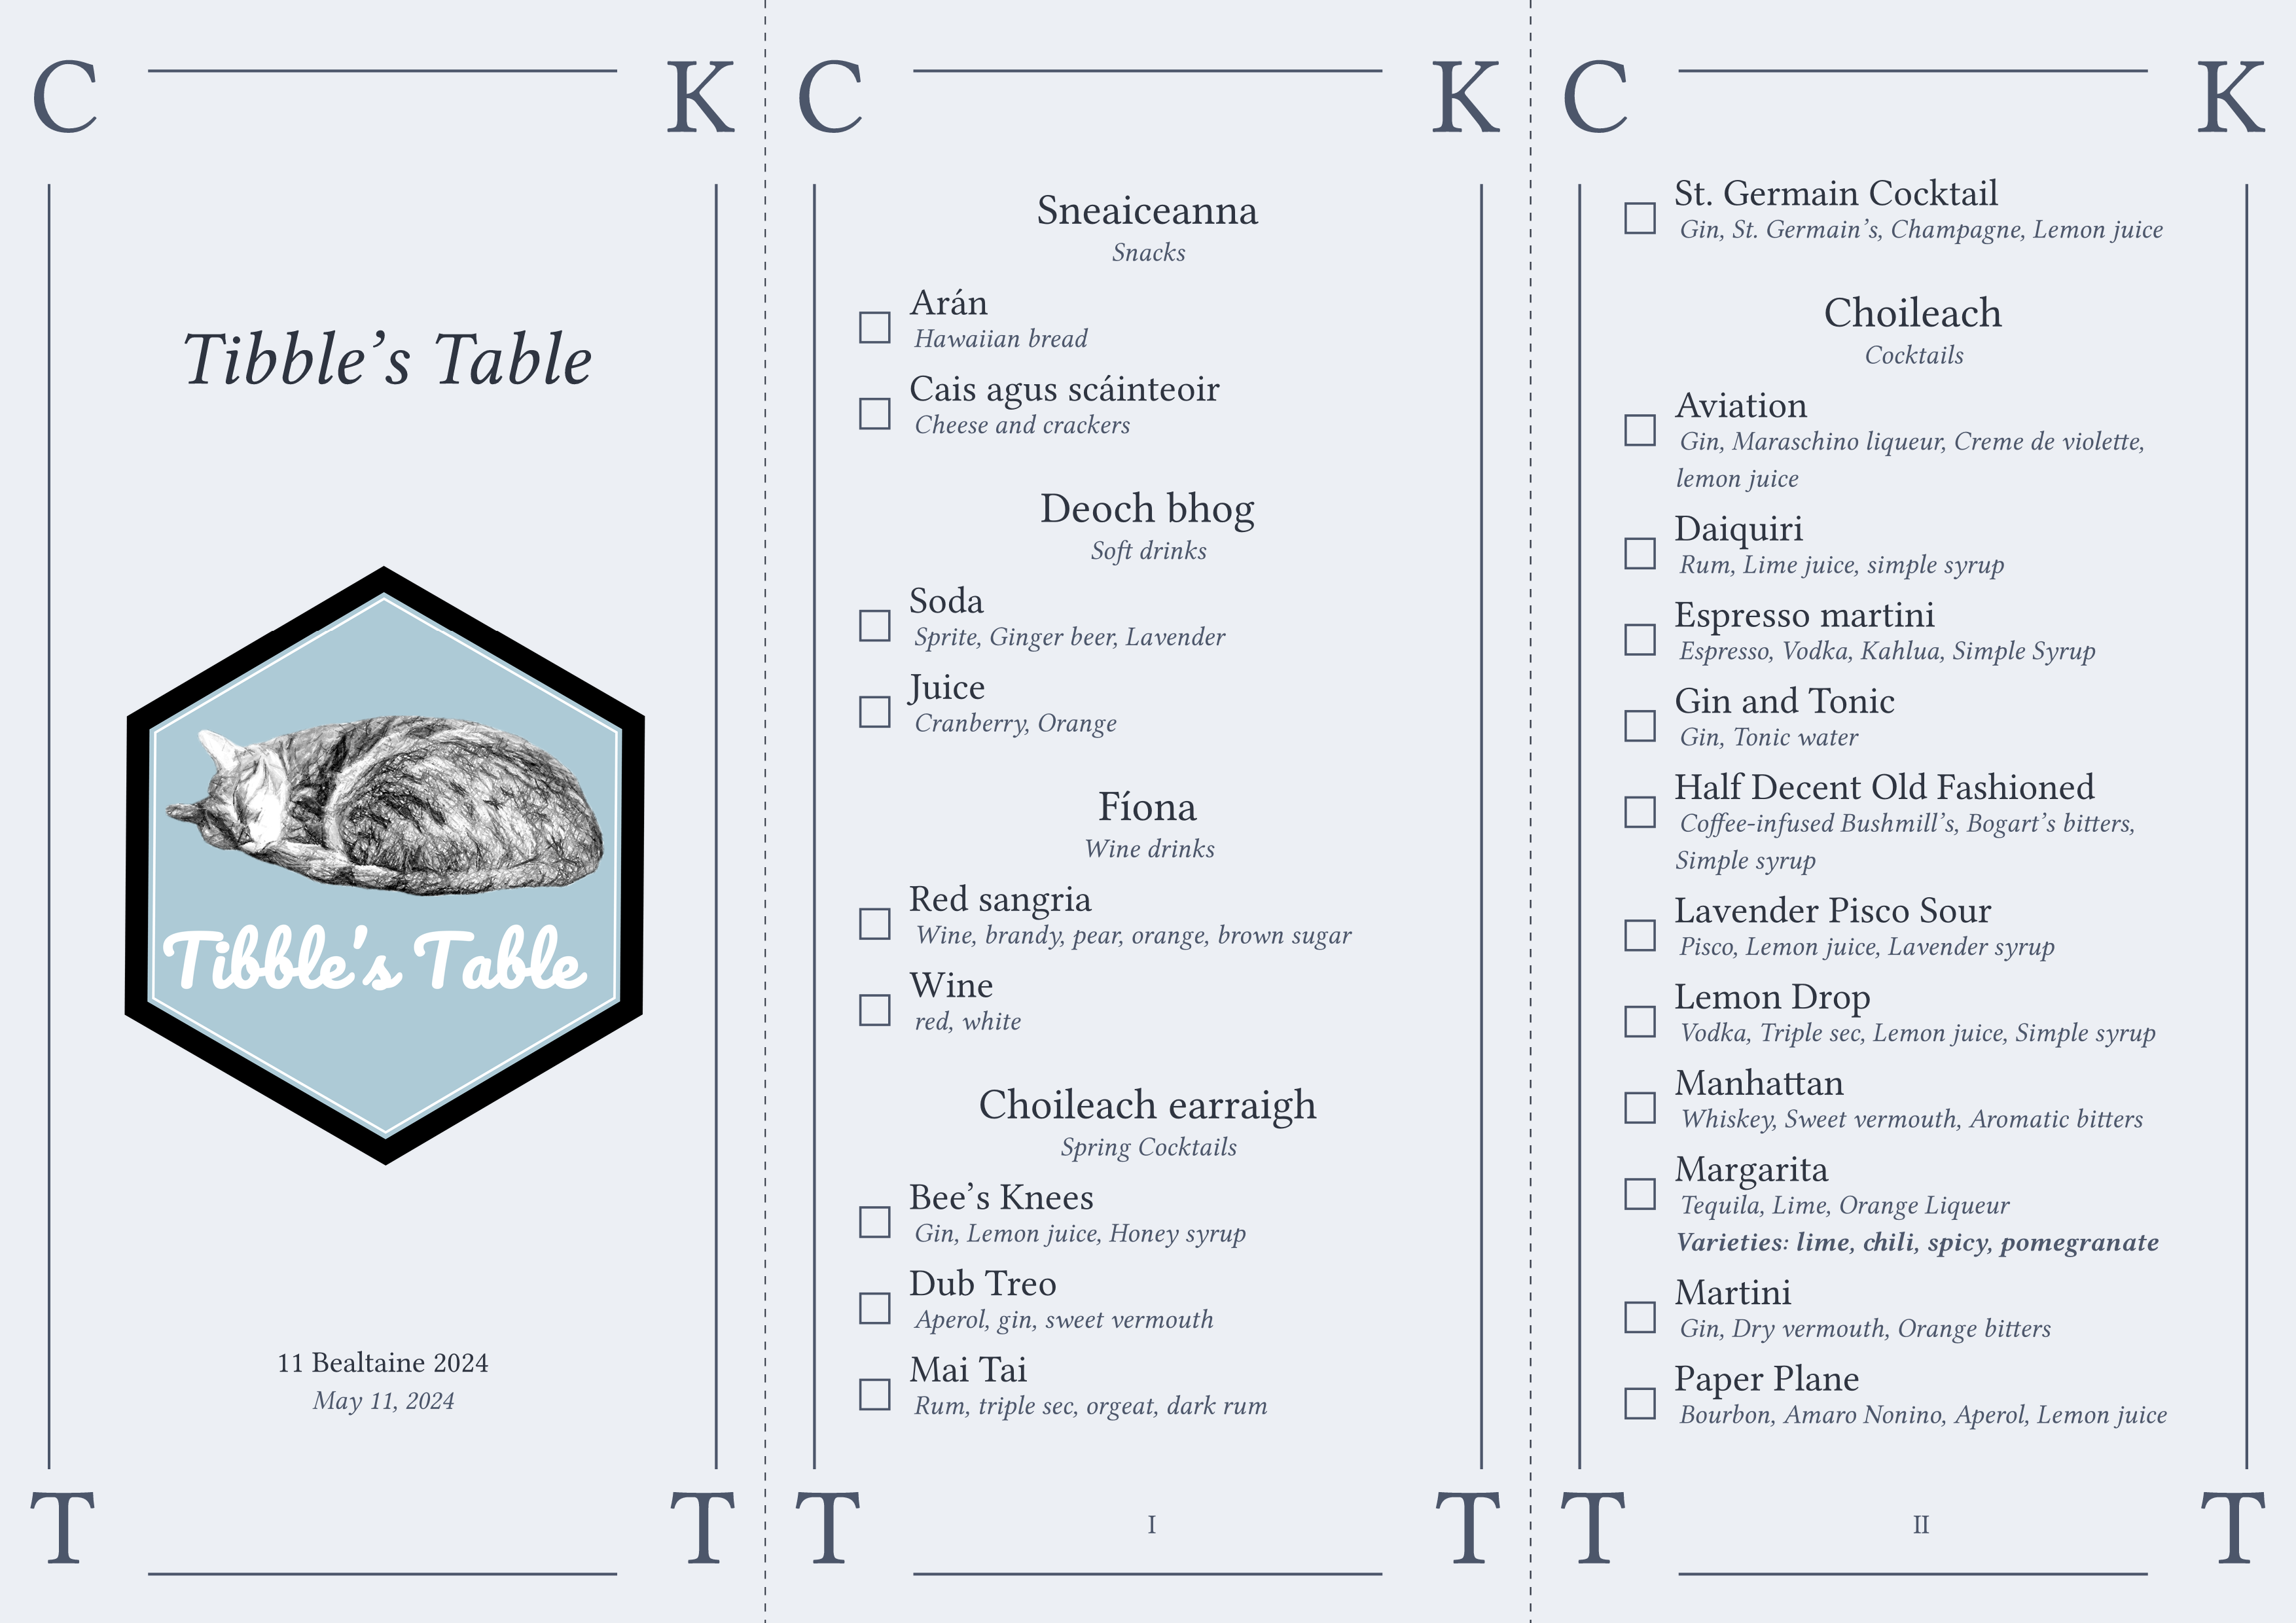 C K
Tibble’s Table
Tibble's Table
11 Bealtaine 2024
May 11, 2024
T T
C K
Sneaiceanna
Snacks
Arán
Hawaiian bread
Cais agus scáinteoir
Cheese and crackers
Deoch bhog
Soft drinks
Soda
Sprite, Ginger beer, Lavender
Juice
Cranberry, Orange
Fíona
Wine drinks
Red sangria
Wine, brandy, pear, orange, brown sugar
Wine
red, white
Choileach earraigh
Spring Cocktails
Bee’s Knees
Gin, Lemon juice, Honey syrup
Dub Treo
Aperol, gin, sweet vermouth
Mai Tai
Rum, triple sec, orgeat, dark rum
T I T
C K
St. Germain Cocktail
Gin, St. Germain’s, Champagne, Lemon juice
Choileach
Cocktails
Aviation
Gin, Maraschino liqueur, Creme de violette,
lemon juice
Daiquiri
Rum, Lime juice, simple syrup
Espresso martini
Espresso, Vodka, Kahlua, Simple Syrup
Gin and Tonic
Gin, Tonic water
Half Decent Old Fashioned
Coffee-infused Bushmill’s, Bogart’s bitters,
Simple syrup
Lavender Pisco Sour
Pisco, Lemon juice, Lavender syrup
Lemon Drop
Vodka, Triple sec, Lemon juice, Simple syrup
Manhattan
Whiskey, Sweet vermouth, Aromatic bitters
Margarita
Tequila, Lime, Orange Liqueur
Varieties: lime, chili, spicy, pomegranate
Martini
Gin, Dry vermouth, Orange bitters
Paper Plane
Bourbon, Amaro Nonino, Aperol, Lemon juice
T II T